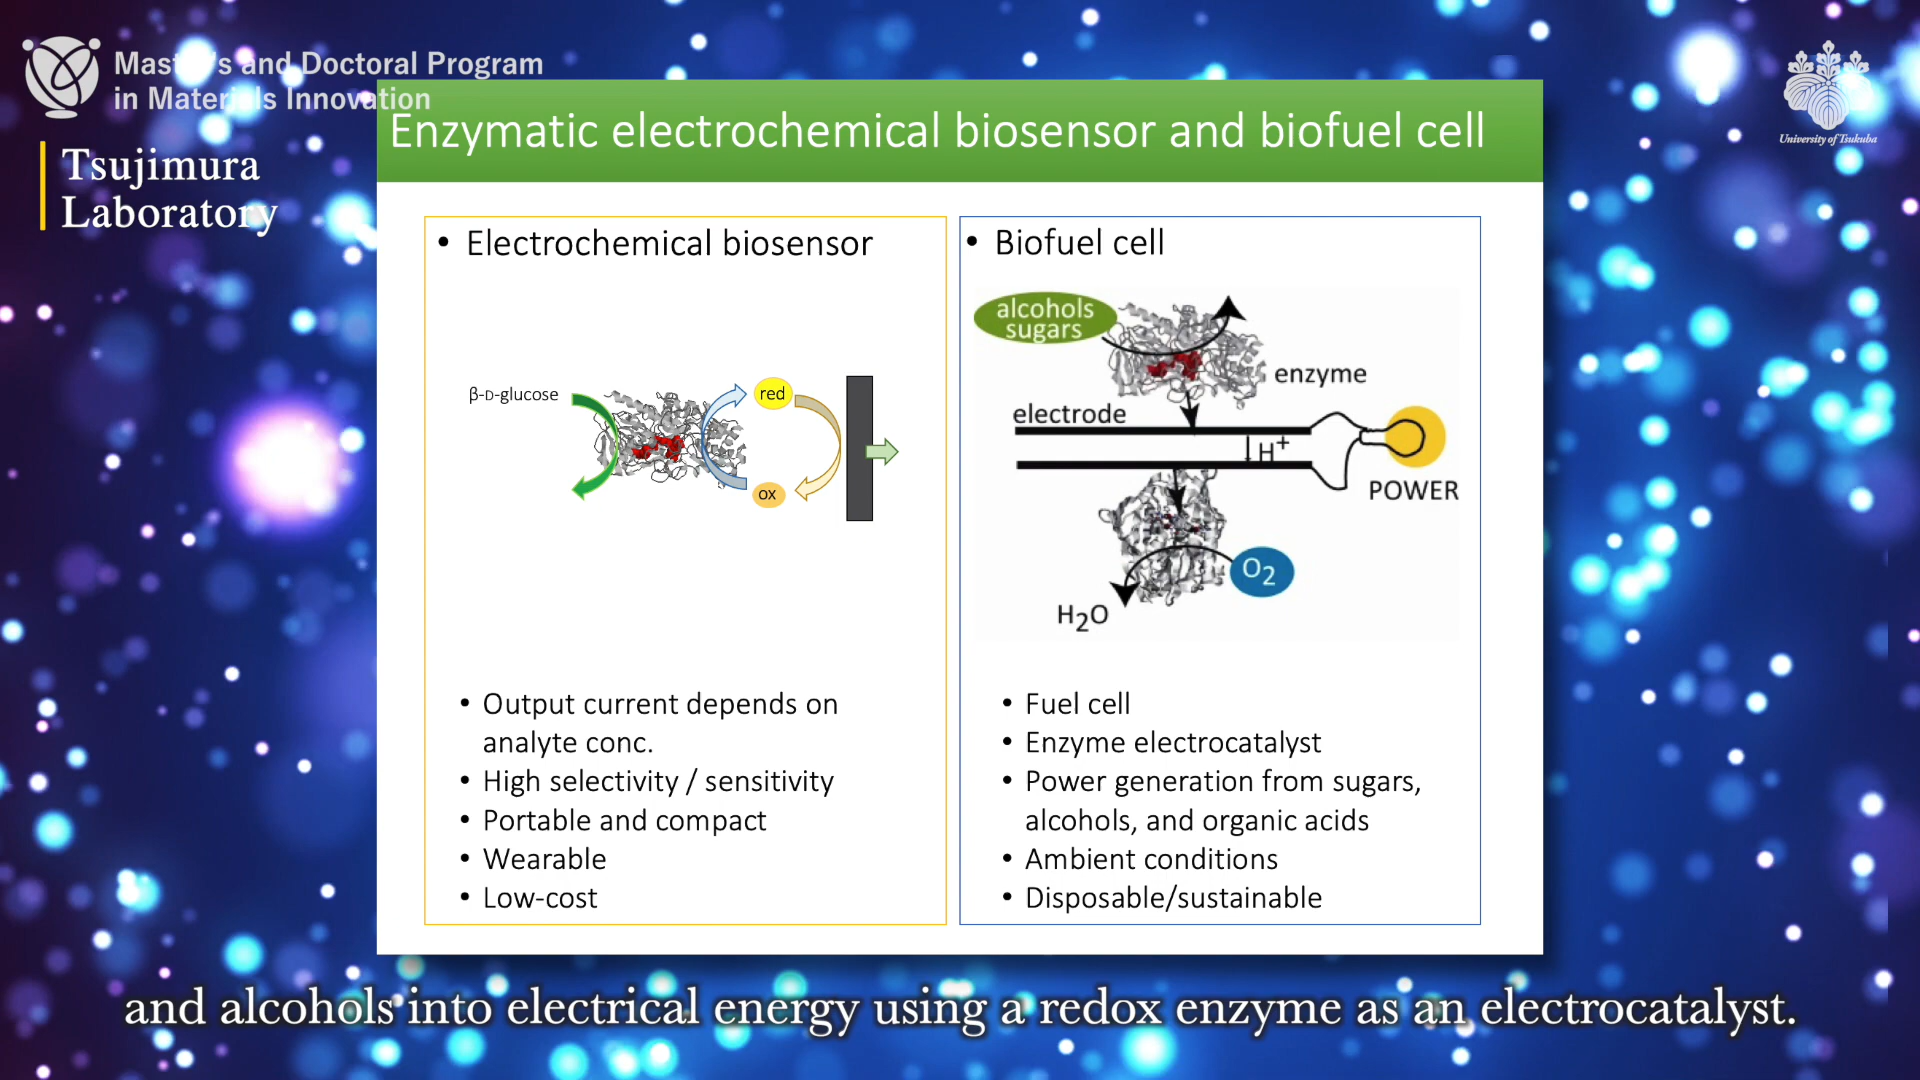 Master's and Doctoral Program
in Materials Innovation
Tsujimura
Laboratory
University of Tsukuba
Enzymatic electrochemical biosensor and biofuel cell
• Electrochemical biosensor
β-D-glucose
red
ox
• Output current depends on
analyte conc.
• High selectivity / sensitivity
• Portable and compact
• Wearable
• Low-cost
• Biofuel cell
alcohols
sugars
enzyme
electrode
H+
POWER
O2
H2O
• Fuel cell
• Enzyme electrocatalyst
• Power generation from sugars,
alcohols, and organic acids
• Ambient conditions
• Disposable/sustainable
and alcohols into electrical energy using a redox enzyme as an electrocatalyst.